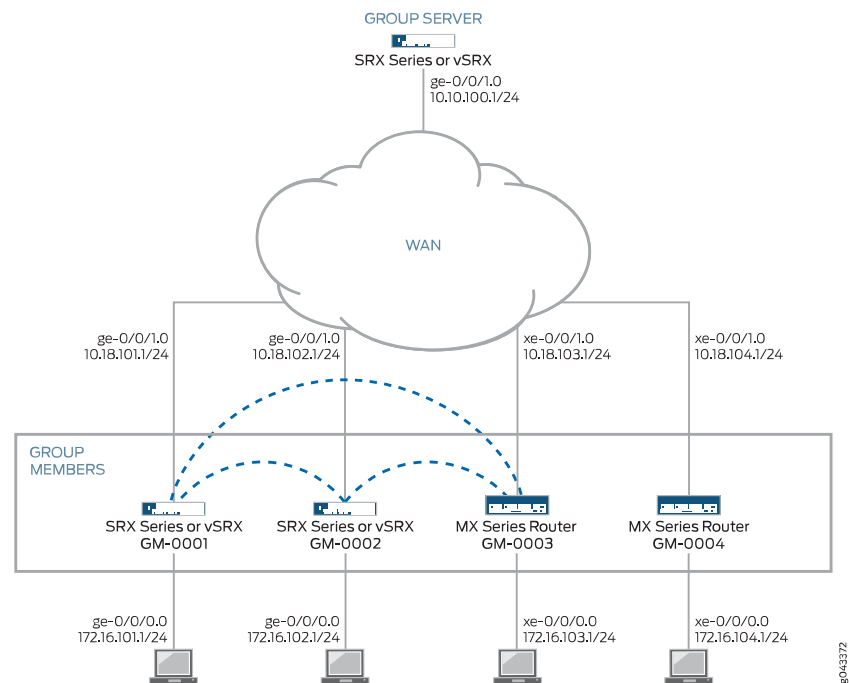 GROUP SERVER
SRX Series or vSRX
ge-0/0/1.0
10.10.100.1/24
WAN
ge-0/0/1.0
10.18.101.1/24
ge-0/0/1.0
10.18.102.1/24
xe-0/0/1.0
10.18.103.1/24
xe-0/0/1.0
10.18.104.1/24
GROUP
MEMBERS
SRX Series or vSRX
GM-0001
SRX Series or vSRX
GM-0002
MX Series Router
GM-0003
MX Series Router
GM-0004
ge-0/0/0.0
172.16.101.1/24
ge-0/0/0.0
172.16.102.1/24
xe-0/0/0.0
172.16.103.1/24
xe-0/0/0.0
172.16.104.1/24
g043372